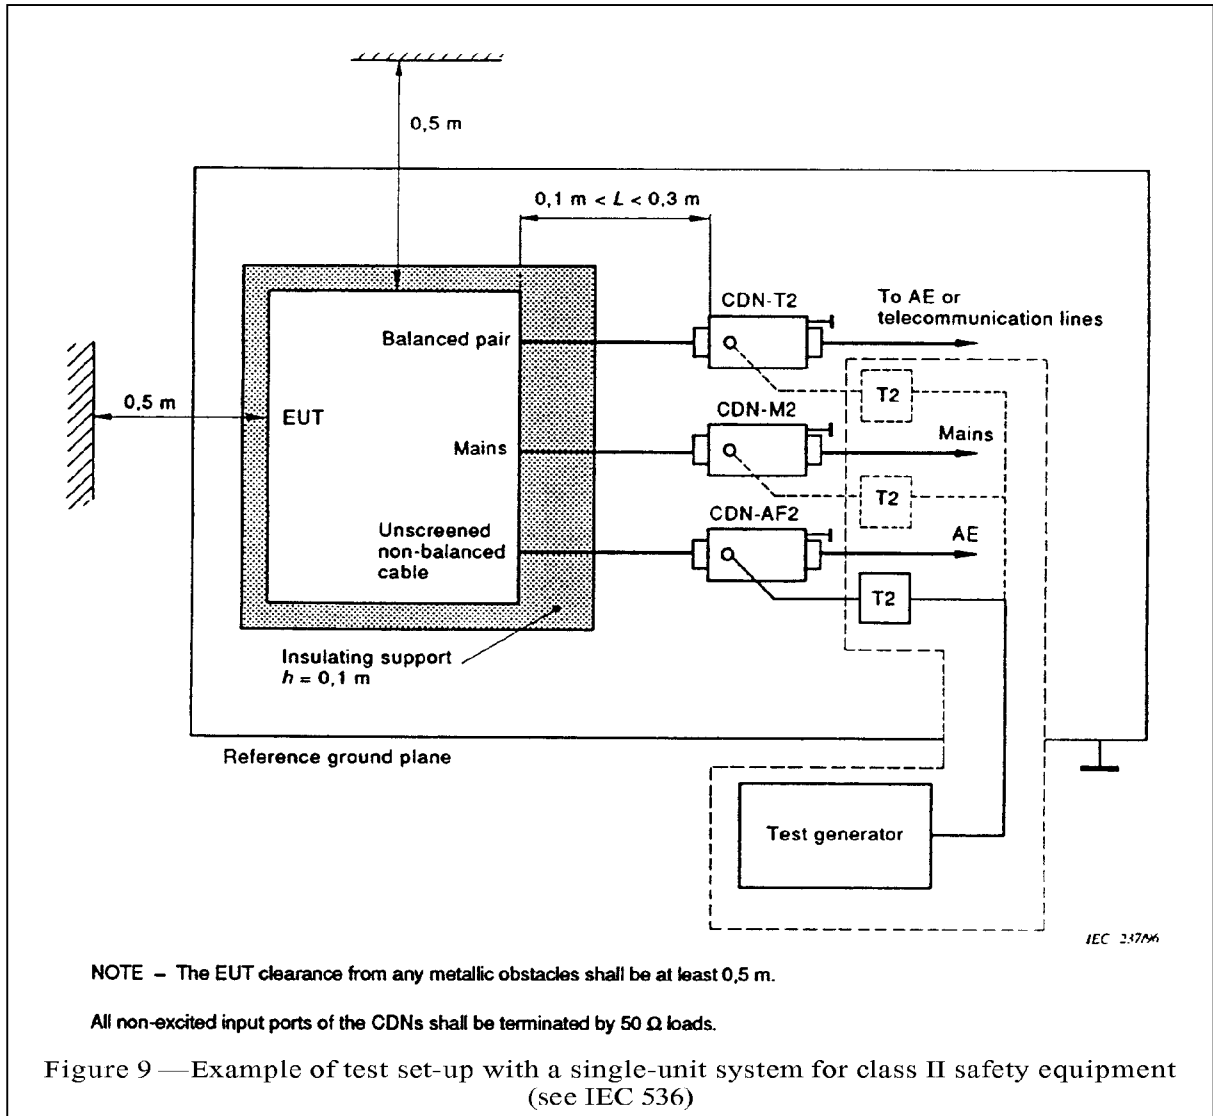 0,5 m
0,1 m < L < 0,3 m
CDN-T2
To AE or
telecommunication lines
Balanced pair
T2
0,5 m
EUT
CDN-M2
Mains
Mains
T2
CDN-AF2
Unscreened
non-balanced
cable
AE
T2
Insulating support
h = 0,1 m
Reference ground plane
Test generator
IEC 237/96
NOTE – The EUT clearance from any metallic obstacles shall be at least 0,5 m.
All non-excited input ports of the CDNs shall be terminated by 50 Ω loads.
Figure 9 — Example of test set-up with a single-unit system for class II safety equipment
(see IEC 536)